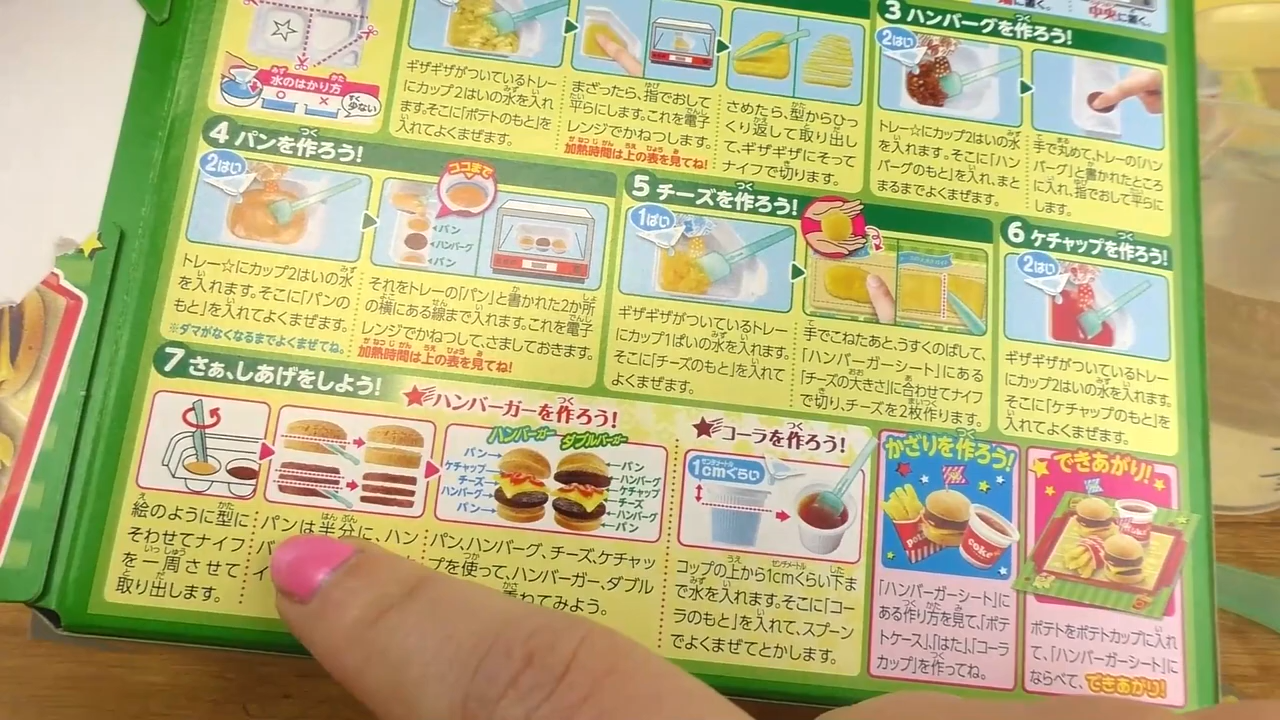 水のはかり方
○
×
少ない
ギザギザがついているトレー
にカップ2はいの水を入れ
ます。そこに「ポテトのもと」を
入れてよくまぜます。
まざったら、指でおして
平らにします。これを電子
レンジでかねつします。
加熱時間は上の表を見てね!
さめたら、型からひっ
くり返して取り出し
て、ギザギザにそって
ナイフで切ります。
に置く。
中央に置く。
3 ハンバーグを作ろう!
2はい
トレー☆にカップ2はいの水
を入れます。そこに「ハン
バーグのもと」を入れ、まと
まるまでよくまぜます。
手で丸めて、トレーの「ハン
バーグ」と書かれたところ
に入れ、指でおして平らに
します。
4 パンを作ろう!
2はい
ココまで
パン
ハンバーグ
パン
トレー☆にカップ2はいの水
を入れます。そこに「パンの
もと」を入れてよくまぜます。
※ダマがなくなるまでよくまぜてね。
それをトレーの「パン」と書かれた2か所
の横にある線まで入れます。これを電子
レンジでかねつして、さましておきます。
加熱時間は上の表を見てね!
5 チーズを作ろう!
1ぱい
ギザギザがついているトレー
にカップ1ぱいの水を入れます。
そこに「チーズのもと」を入れて
よくまぜます。
手でこねたあと、うすくのばして、
「ハンバーガーシート」にある
「チーズの大きさ」に合わせてナイフ
で切り、チーズを2枚作ります。
6 ケチャップを作ろう!
2はい
ギザギザがついているトレー
にカップ2はいの水を入れます。
そこに「ケチャップのもと」を
入れてよくまぜます。
7 さぁ、しあげをしよう!
絵のように型に
そわせてナイフ
を一周させて
取り出します。
パンは半分に、ハン
★ハンバーガーを作ろう!
ハンバーガー ダブルバーガー
パン
ケチャップ
チーズ
ハンバーグ
パン
パン
ハンバーグ
ケチャップ
チーズ
ハンバーグ
パン
パン、ハンバーグ、チーズ、ケチャッ
プを使って、ハンバーガー、ダブル
重ねてみよう。
★コーラを作ろう!
1cmぐらい
コップの上から1cmくらい下ま
で水を入れます。そこに「コー
ラのもと」を入れて、スプーン
でよくまぜてとかします。
かざりを作ろう!
potato
coke
「ハンバーガーシート」に
ある作り方を見て、「ポテ
トケース」、「はた」、「コーラ
カップ」を作ってね。
できあがり!
ポテトをポテトカップに入れ
て、「ハンバーガーシート」に
ならべて、できあがり!